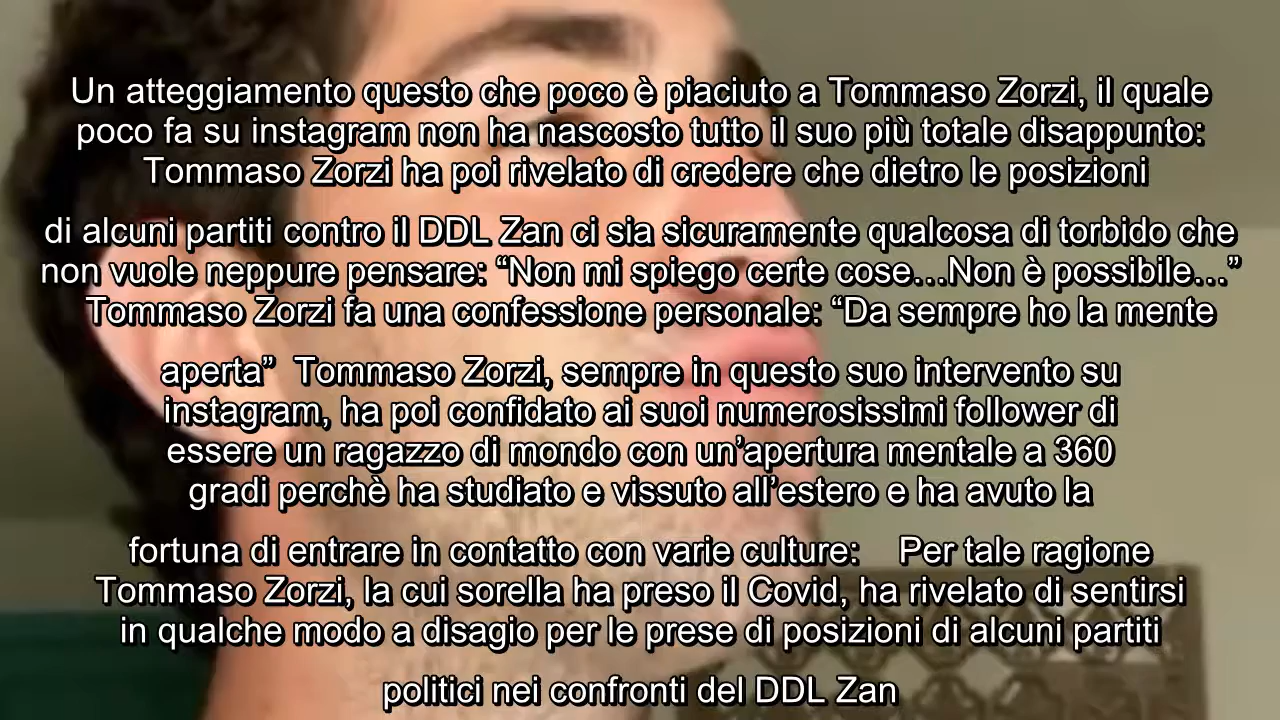 Un atteggiamento questo che poco è piaciuto a Tommaso Zorzi, il quale
poco fa su instagram non ha nascosto tutto il suo più totale disappunto:
Tommaso Zorzi ha poi rivelato di credere che dietro le posizioni
di alcuni partiti contro il DDL Zan ci sia sicuramente qualcosa di torbido che
non vuole neppure pensare: “Non mi spiego certe cose…Non è possibile…”
Tommaso Zorzi fa una confessione personale: “Da sempre ho la mente
aperta”  Tommaso Zorzi, sempre in questo suo intervento su
instagram, ha poi confidato ai suoi numerosissimi follower di
essere un ragazzo di mondo con un’apertura mentale a 360
gradi perchè ha studiato e vissuto all’estero e ha avuto la
fortuna di entrare in contatto con varie culture:    Per tale ragione
Tommaso Zorzi, la cui sorella ha preso il Covid, ha rivelato di sentirsi
in qualche modo a disagio per le prese di posizioni di alcuni partiti
politici nei confronti del DDL Zan